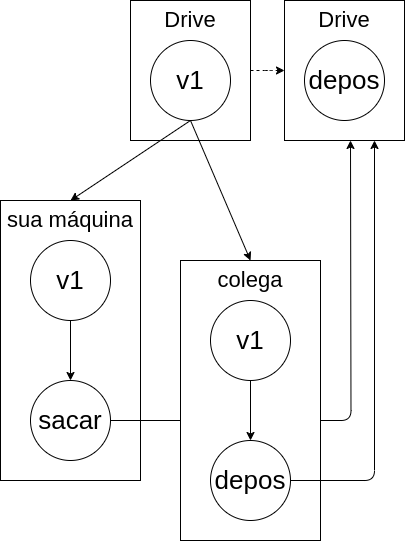 Drive
v1
Drive
depos
sua máquina
v1
sacar
colega
v1
depos